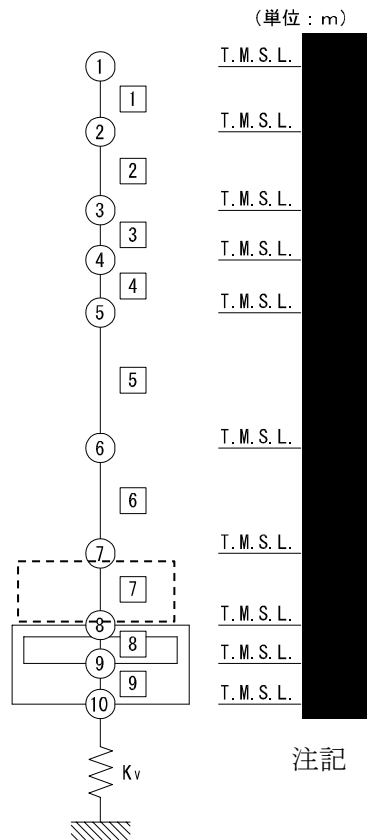 (単位:m)
① T.M.S.L.
1
② T.M.S.L.
2
③ T.M.S.L.
3
④ T.M.S.L.
4
⑤ T.M.S.L.
5
⑥ T.M.S.L.
6
⑦ T.M.S.L.
7
⑧ T.M.S.L.
8
⑨ T.M.S.L.
9
⑩ T.M.S.L.
注記
Kv